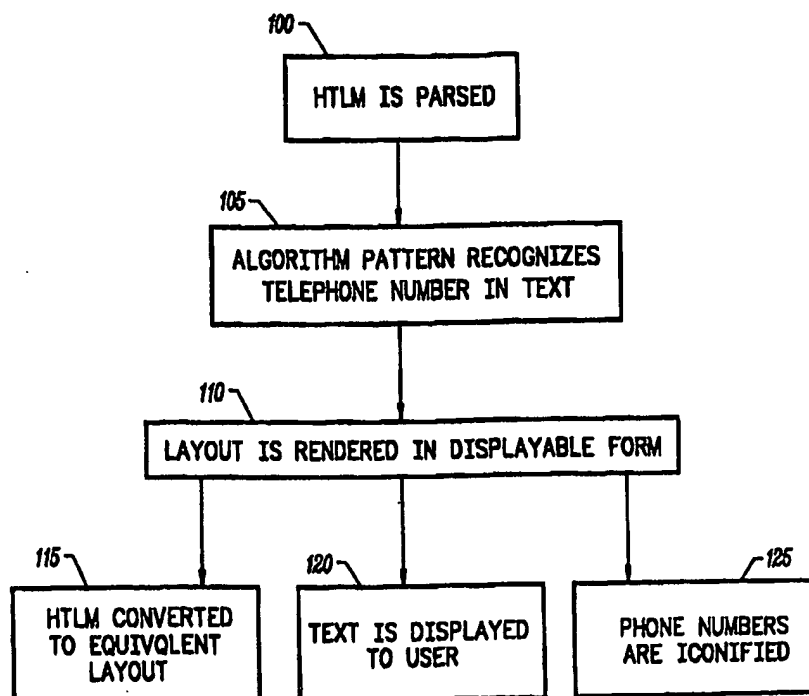 100
HTLM IS PARSED
105
ALGORITHM PATTERN RECOGNIZES
TELEPHONE NUMBER IN TEXT
110
LAYOUT IS RENDERED IN DISPLAYABLE FORM
115
HTLM CONVERTED
TO EQUIVQLENT
LAYOUT
120
TEXT IS DISPLAYED
TO USER
125
PHONE NUMBERS
ARE ICONIFIED